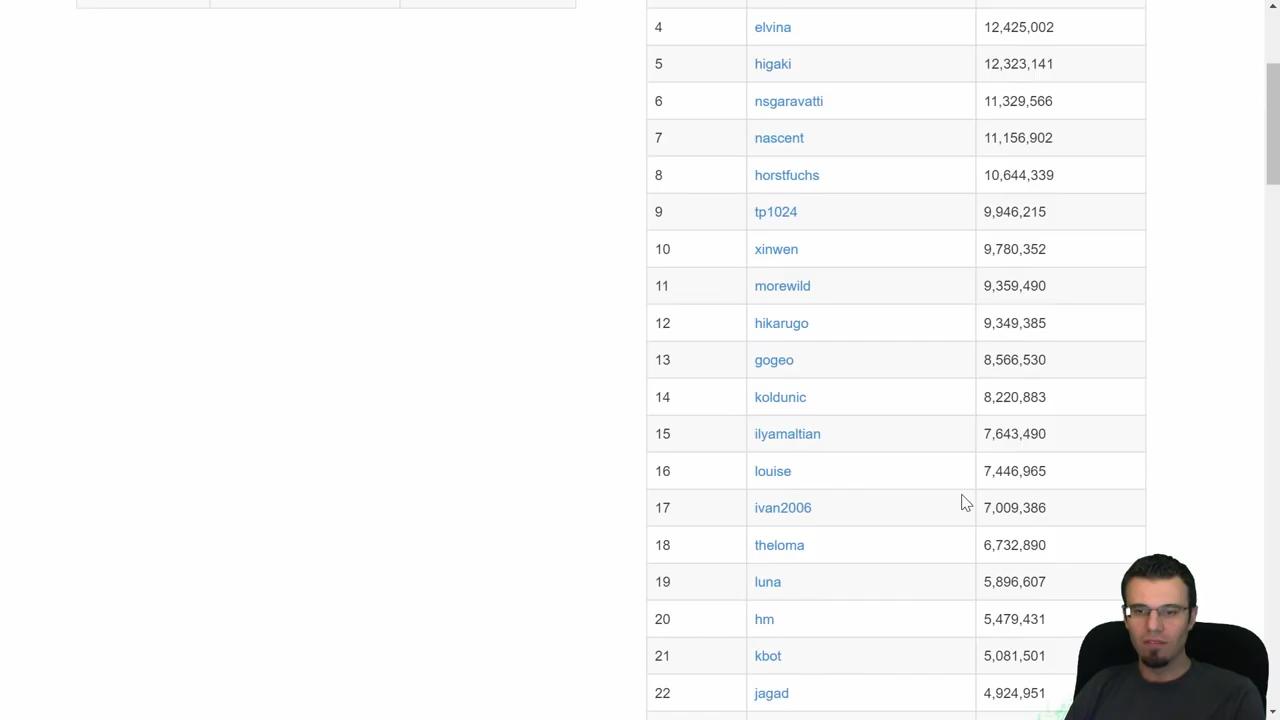 4 elvina 12,425,002
5 higaki 12,323,141
6 nsgaravatti 11,329,566
7 nascent 11,156,902
8 horstfuchs 10,644,339
9 tp1024 9,946,215
10 xinwen 9,780,352
11 morewild 9,359,490
12 hikarugo 9,349,385
13 gogeo 8,566,530
14 koldunic 8,220,883
15 ilyamaltian 7,643,490
16 louise 7,446,965
17 ivan2006 7,009,386
18 theloma 6,732,890
19 luna 5,896,607
20 hm 5,479,431
21 kbot 5,081,501
22 jagad 4,924,951